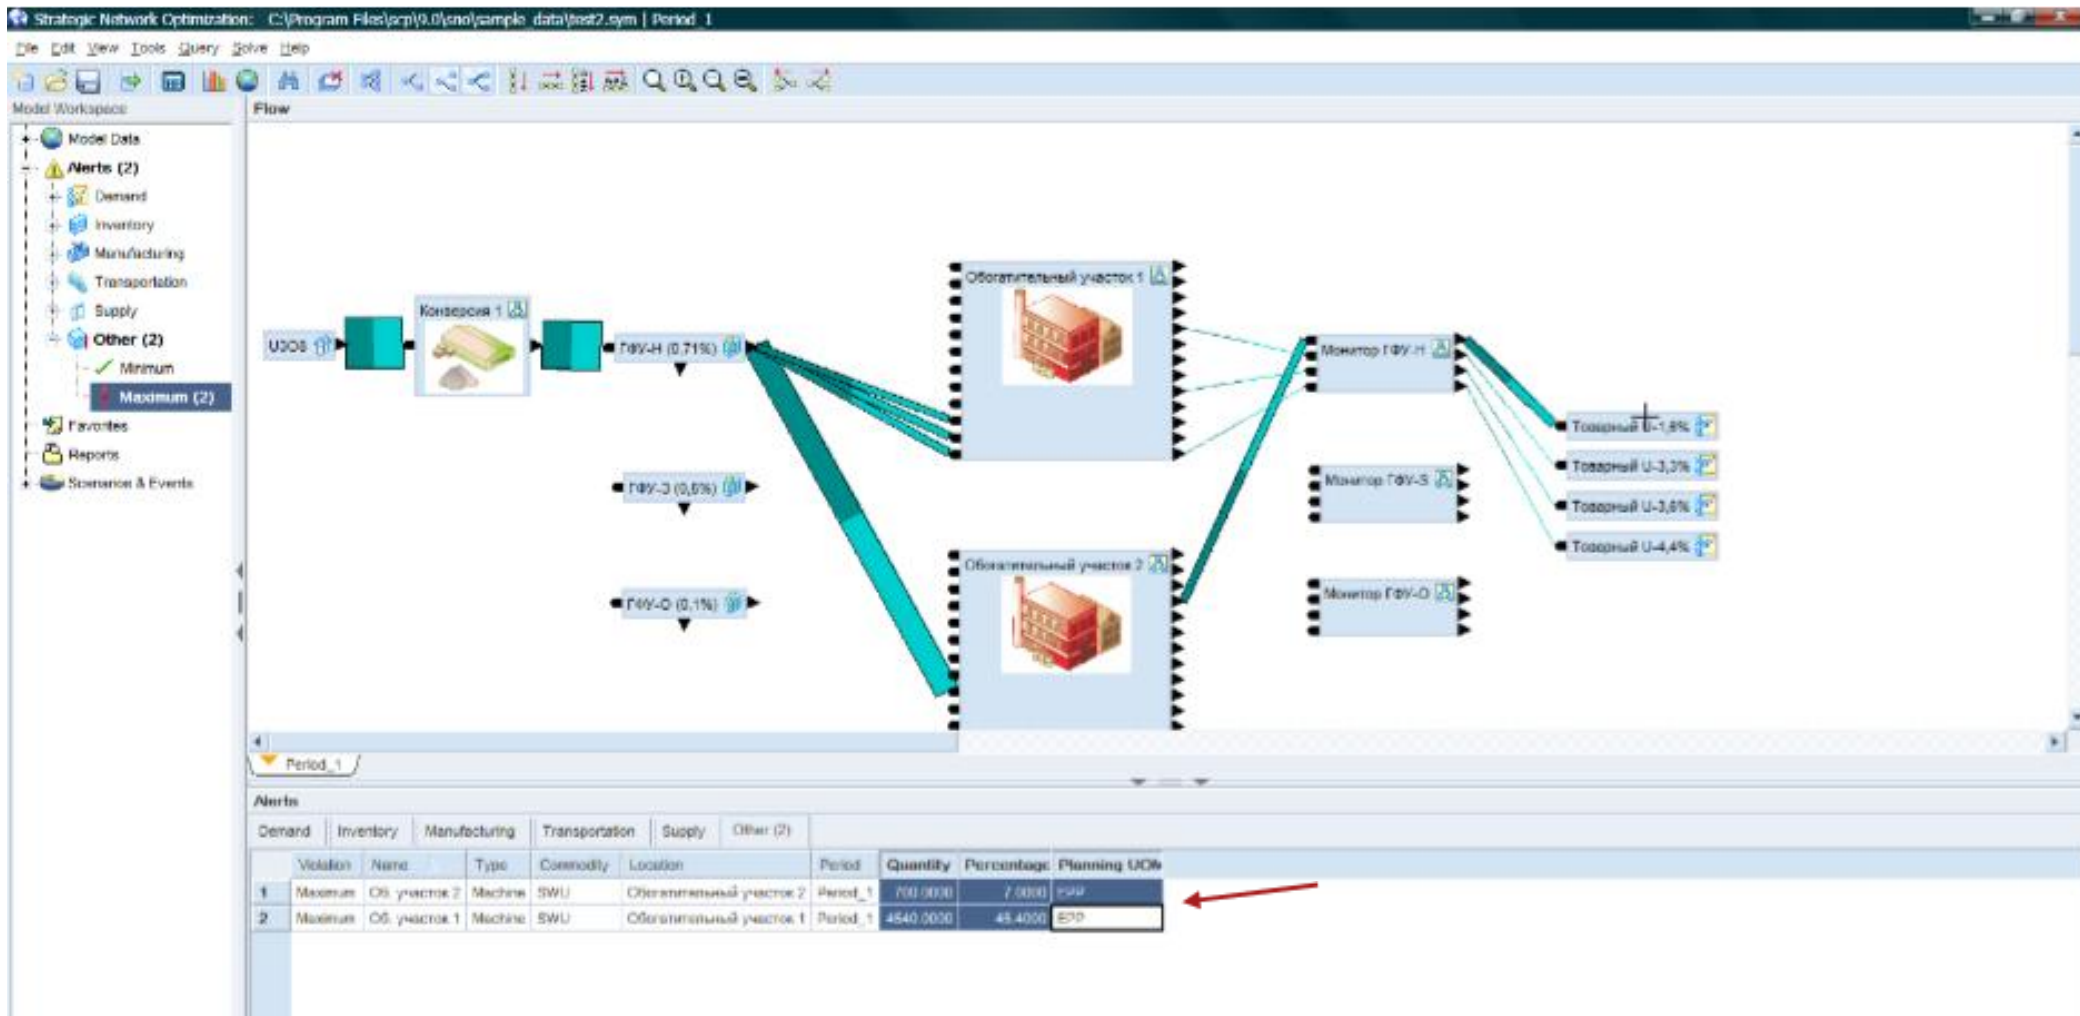 Strategic Network Optimization: C:\Program Files\scp\9.0\sno\sample_data\test2.sym | Period_1
File Edit View Tools Query Solve Help
Model Workspace
Flow
Model Data
Alerts (2)
Demand
Inventory
Manufacturing
Transportation
Supply
Other (2)
Minimum
Maximum (2)
Favorites
Reports
Scenarios & Events
U3O8
Конверсия 1
ГФУ-Н (0,71%)
ГФУ-О (0,1%)
Обогатительный участок 1
Обогатительный участок 2
Монитор ГФУ-Н
Монитор ГФУ-S
Монитор ГФУ-О
Товарный U-1,6%
Товарный U-3,3%
Товарный U-3,6%
Товарный U-4,4%
Period_1
Alerts
Demand Inventory Manufacturing Transportation Supply Other (2)
Violation Name Type Commodity Location Period Quantity Percentage Planning UOM
1 Maximum Об. участок 2 Machine SWU Обогатительный участок 2 Period_1 700.0000 7.0000 ЕРР
2 Maximum Об. участок 1 Machine SWU Обогатительный участок 1 Period_1 4540.0000 45.4000 ЕРР